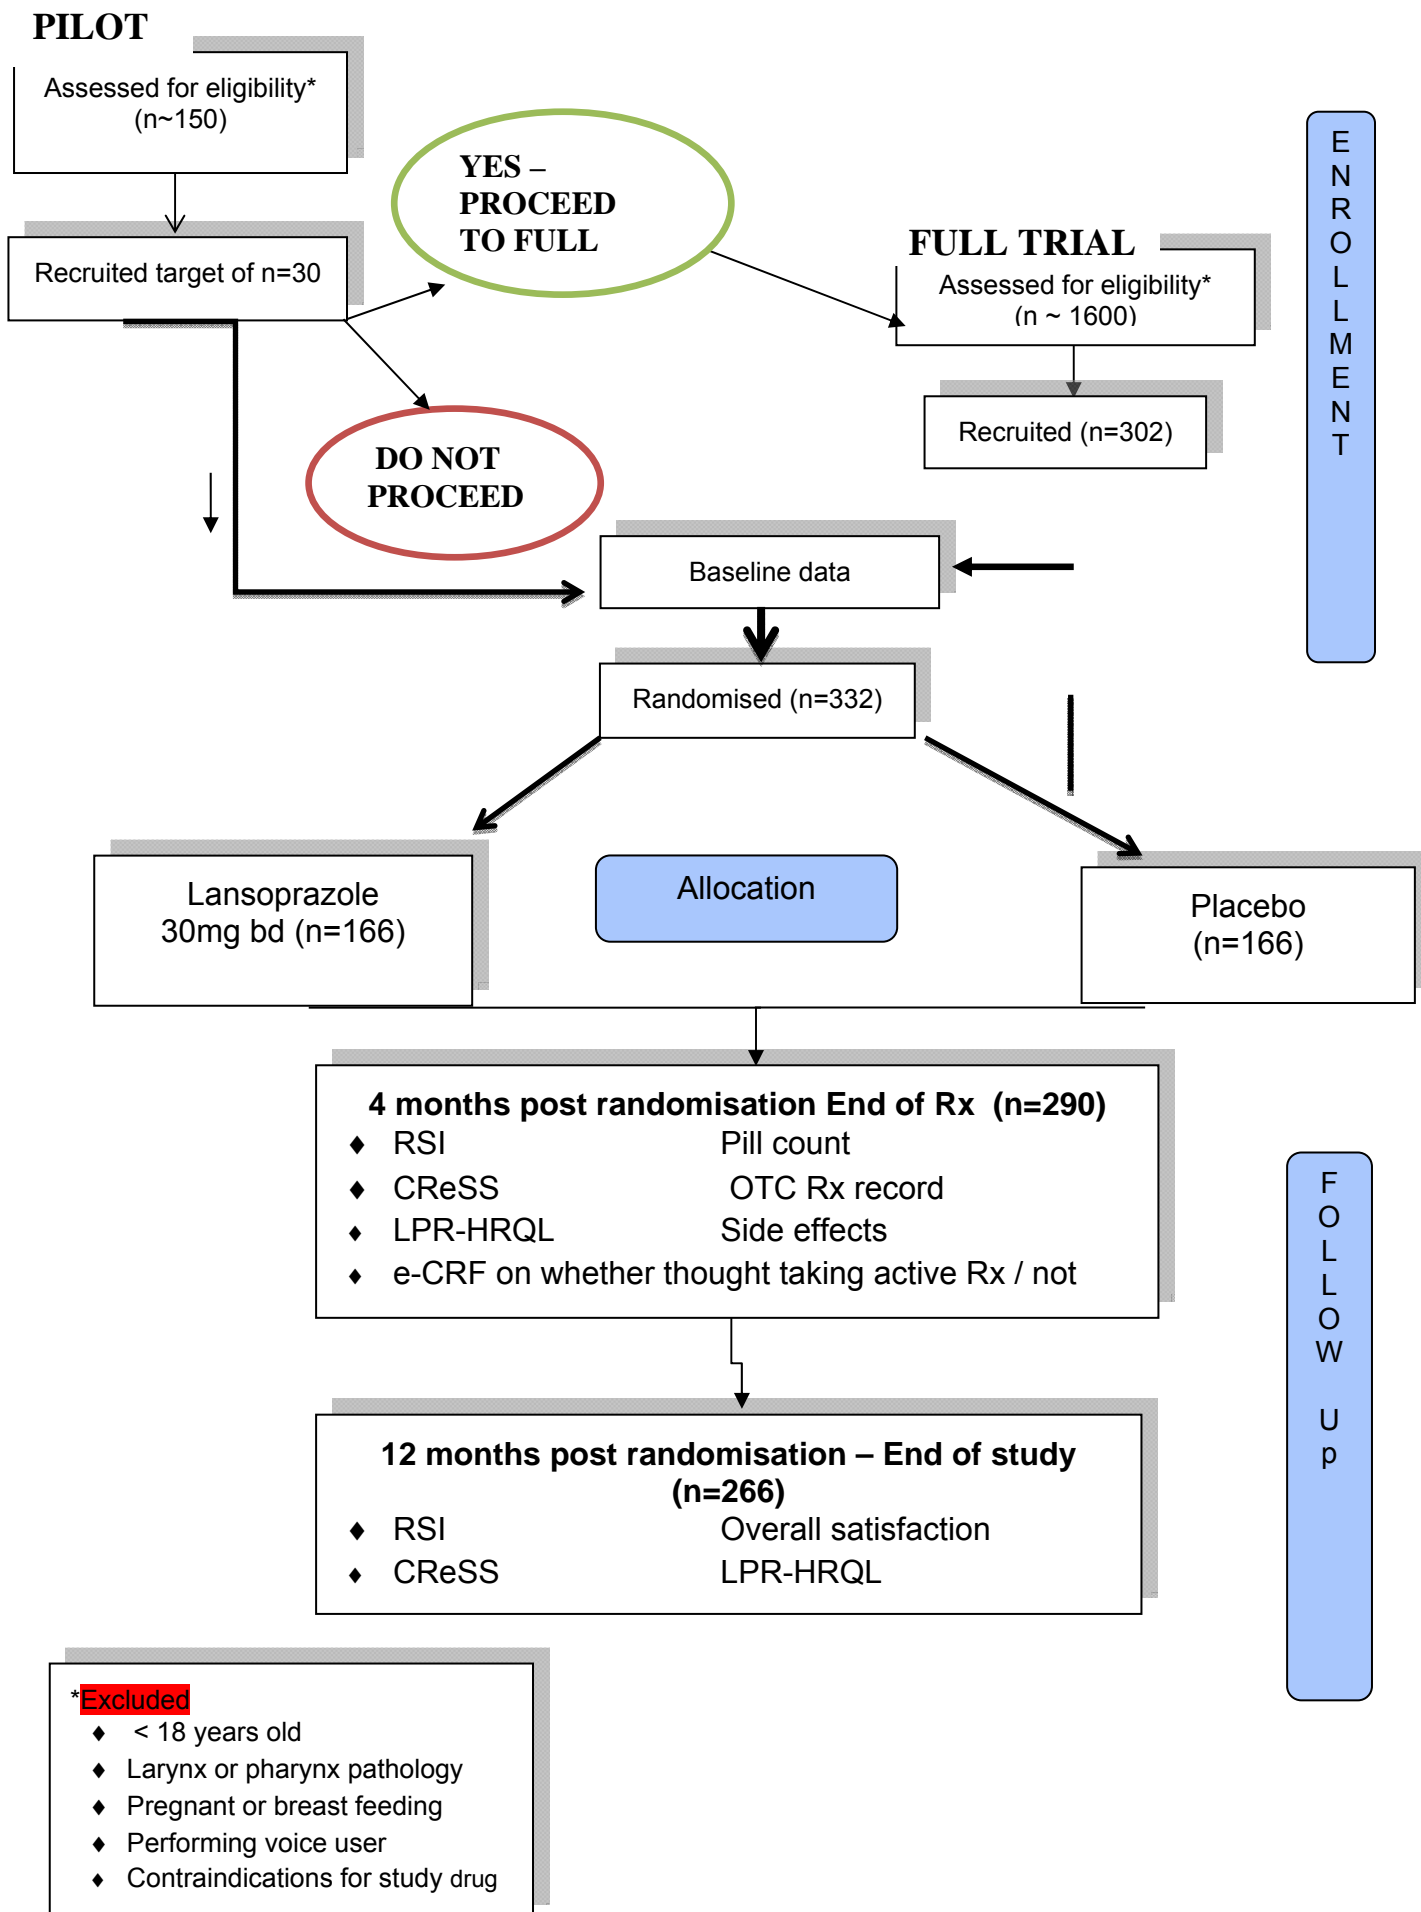 PILOT
Assessed for eligibility*
(n~150)
Recruited target of n=30
YES –
PROCEED
TO FULL
DO NOT
PROCEED
FULL TRIAL
Assessed for eligibility*
(n ~ 1600)
Recruited (n=302)
E
N
R
O
L
L
M
E
N
T
Baseline data
Randomised (n=332)
Lansoprazole
30mg bd (n=166)
Allocation
Placebo
(n=166)
4 months post randomisation End of Rx (n=290)
♦ RSI Pill count
♦ CReSS OTC Rx record
♦ LPR-HRQL Side effects
♦ e-CRF on whether thought taking active Rx / not
12 months post randomisation – End of study
(n=266)
♦ RSI Overall satisfaction
♦ CReSS LPR-HRQL
F
O
L
L
O
W
U
p
*Excluded
♦ < 18 years old
♦ Larynx or pharynx pathology
♦ Pregnant or breast feeding
♦ Performing voice user
♦ Contraindications for study drug